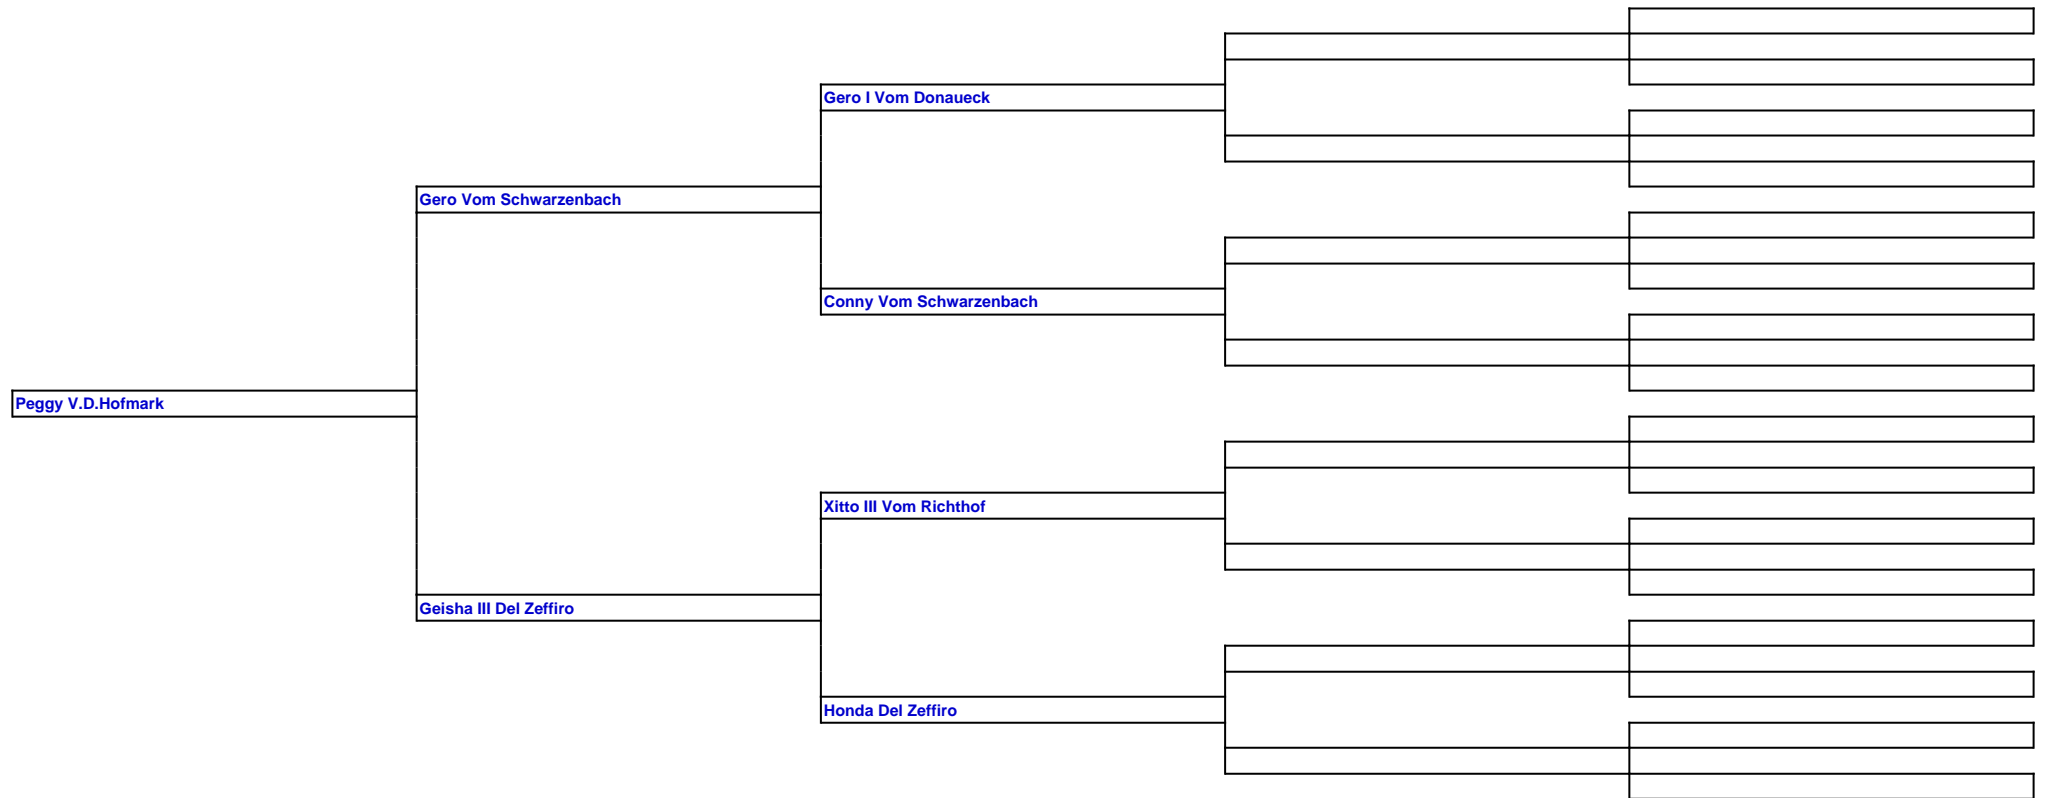 Gero I Vom Donaueck
Gero Vom Schwarzenbach
Conny Vom Schwarzenbach
Peggy V.D.Hofmark
Xitto III Vom Richthof
Geisha III Del Zeffiro
Honda Del Zeffiro